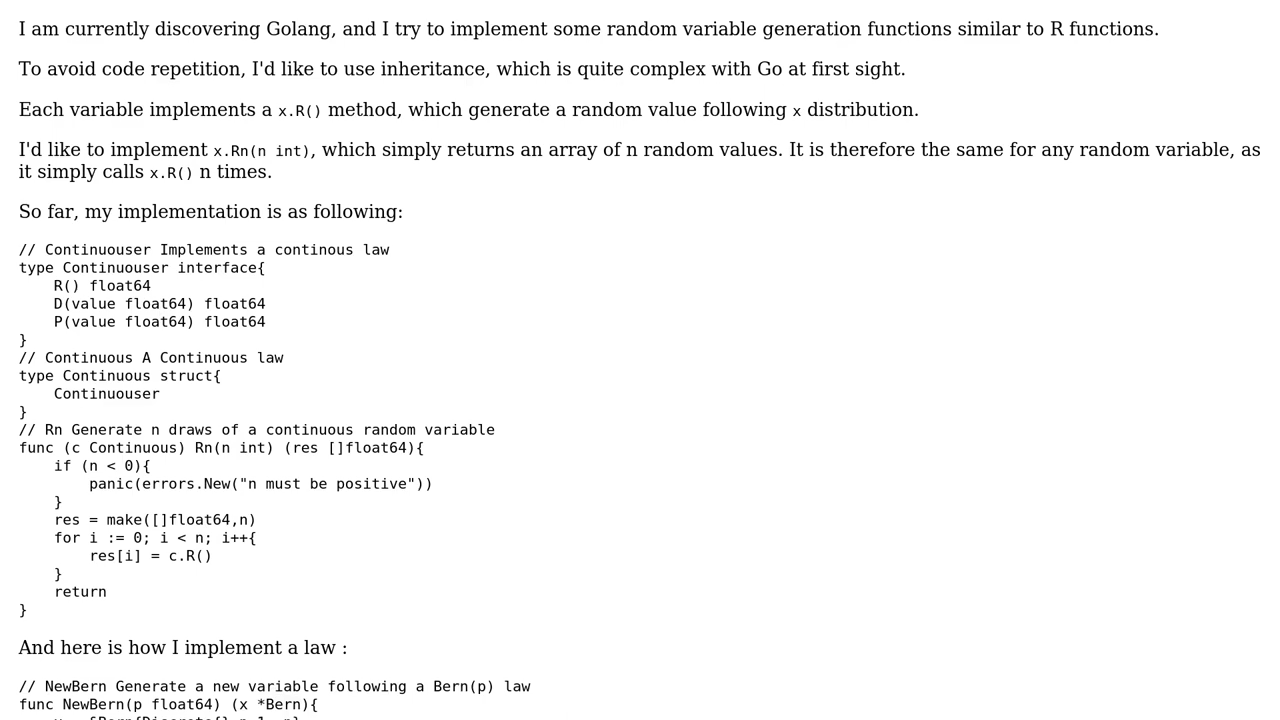 I am currently discovering Golang, and I try to implement some random variable generation functions similar to R functions.
To avoid code repetition, I'd like to use inheritance, which is quite complex with Go at first sight.
Each variable implements a x.R() method, which generate a random value following x distribution.
I'd like to implement x.Rn(n int), which simply returns an array of n random values. It is therefore the same for any random variable, as
it simply calls x.R() n times.
So far, my implementation is as following:
// Continuouser Implements a continous law
type Continuouser interface{
    R() float64
    D(value float64) float64
    P(value float64) float64
}
// Continuous A Continuous law
type Continuous struct{
    Continuouser
}
// Rn Generate n draws of a continuous random variable
func (c Continuous) Rn(n int) (res []float64){
    if (n < 0){
        panic(errors.New("n must be positive"))
    }
    res = make([]float64,n)
    for i := 0; i < n; i++{
        res[i] = c.R()
    }
    return
}
And here is how I implement a law :
// NewBern Generate a new variable following a Bern(p) law
func NewBern(p float64) (x *Bern){